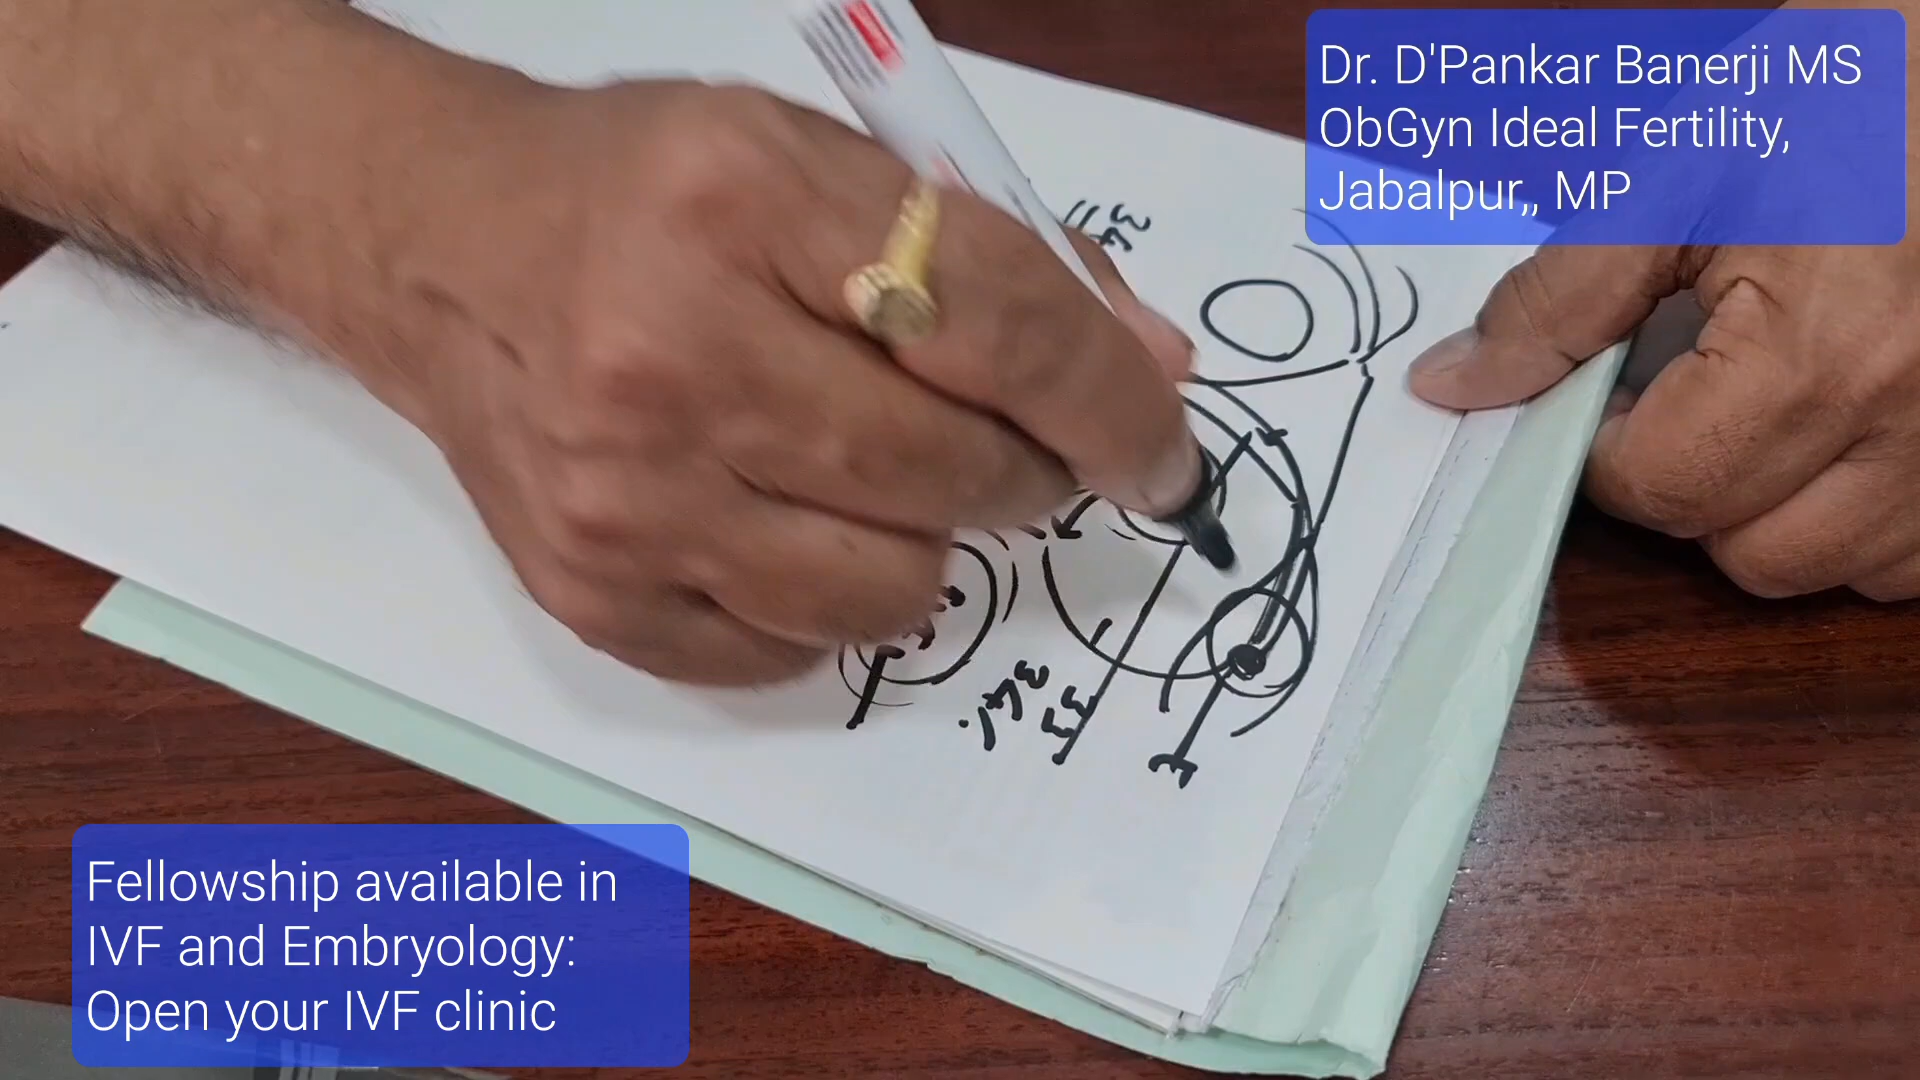 Dr. D'Pankar Banerji MS
ObGyn Ideal Fertility,
Jabalpur,, MP
Fellowship available in
IVF and Embryology:
Open your IVF clinic